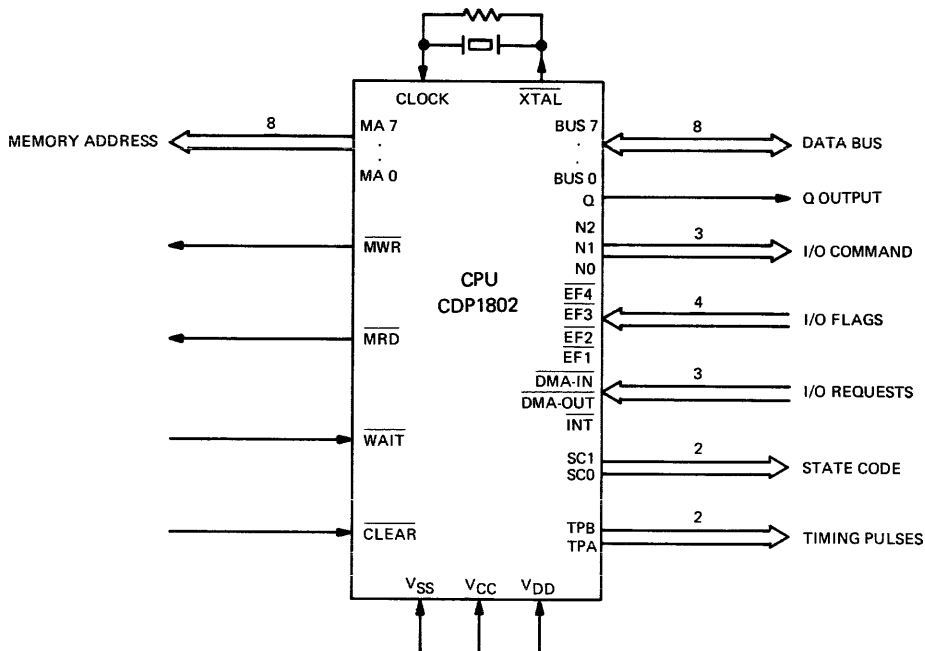 CLOCK
XTAL
MEMORY ADDRESS
8
MA 7
.
.
MA 0
MWR
MRD
WAIT
CLEAR
CPU
CDP1802
BUS 7
.
.
BUS 0
8
DATA BUS
Q
Q OUTPUT
N2
N1
N0
3
I/O COMMAND
EF4
EF3
EF2
EF1
4
I/O FLAGS
DMA-IN
DMA-OUT
INT
3
I/O REQUESTS
SC1
SC0
2
STATE CODE
TPB
TPA
2
TIMING PULSES
VSS VCC VDD